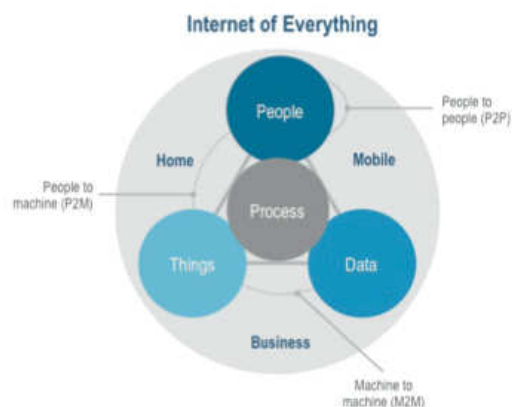 Internet of Everything
People
People to
people (P2P)
Home
Mobile
People to
machine (P2M)
Process
Things
Data
Business
Machine to
machine (M2M)